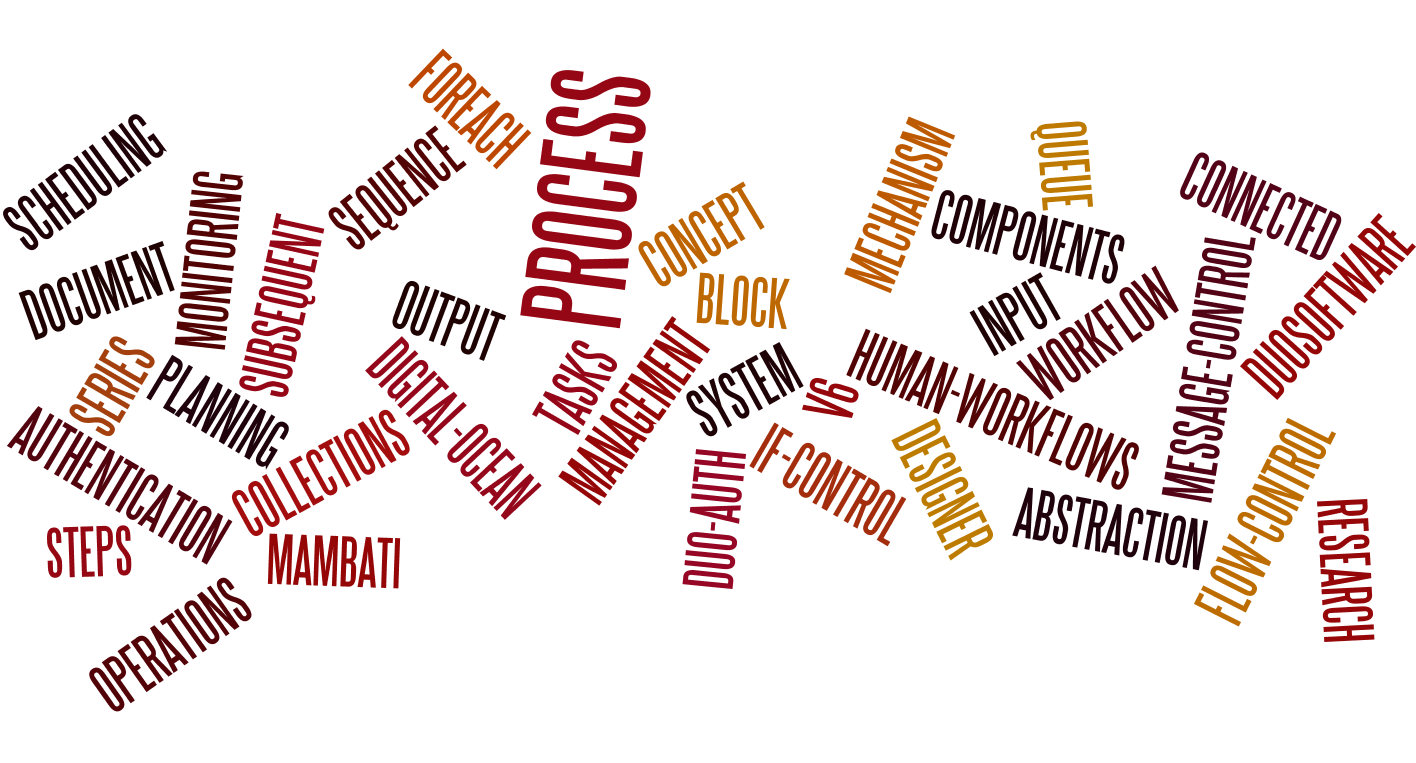 FOREACH
PROCESS
SCHEDULING
SEQUENCE
MECHANISM
QUEUE
CONNECTED
MONITORING
CONCEPT
COMPONENTS
DOCUMENT
SUBSEQUENT
OUTPUT
BLOCK
INPUT
WORKFLOW
MESSAGE-CONTROL
DUOSOFTWARE
SERIES
PLANNING
DIGITAL-OCEAN
TASKS
MANAGEMENT
SYSTEM
V6
HUMAN-WORKFLOWS
AUTHENTICATION
COLLECTIONS
IF-CONTROL
DESIGNER
ABSTRACTION
FLOW-CONTROL
STEPS
MAMBATI
DUO-AUTH
RESEARCH
OPERATIONS